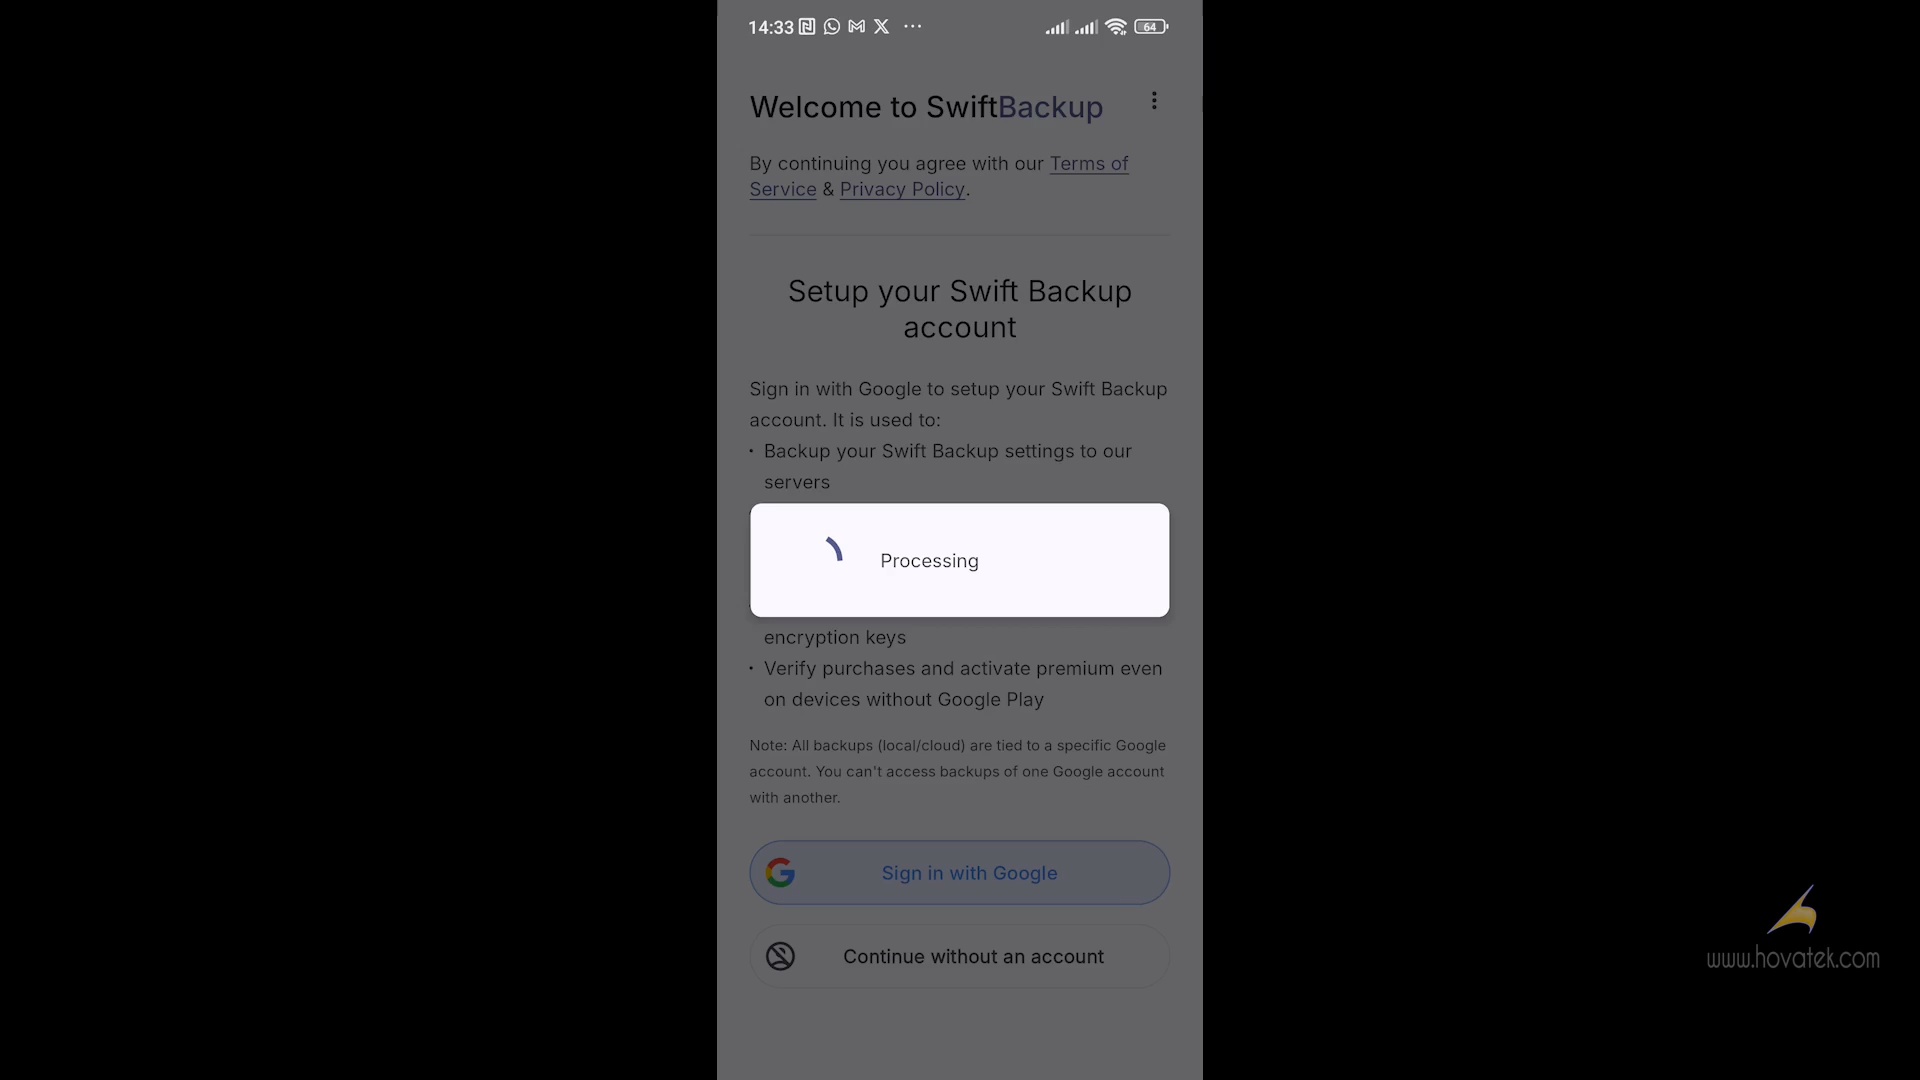 14:33
64
Welcome to SwiftBackup
By continuing you agree with our Terms of
Service & Privacy Policy.
Setup your Swift Backup
account
Sign in with Google to setup your Swift Backup
account. It is used to:
• Backup your Swift Backup settings to our
servers
Processing
encryption keys
• Verify purchases and activate premium even
on devices without Google Play
Note: All backups (local/cloud) are tied to a specific Google
account. You can't access backups of one Google account
with another.
Sign in with Google
Continue without an account
www.hovatek.com